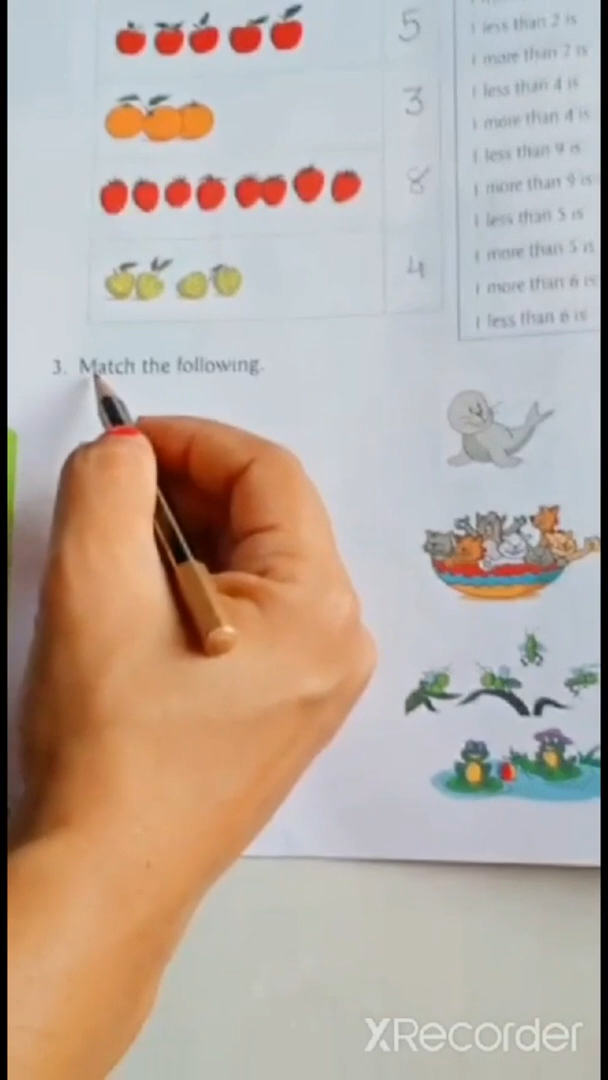 5
3
8
4
1 less than 2 is
1 more than 2 is
1 less than 4 is
1 more than 4 is
1 less than 9 is
1 more than 9 is
1 less than 5 is
1 more than 5 is
1 more than 6 is
1 less than 6 is
3. Match the following.
XRecorder